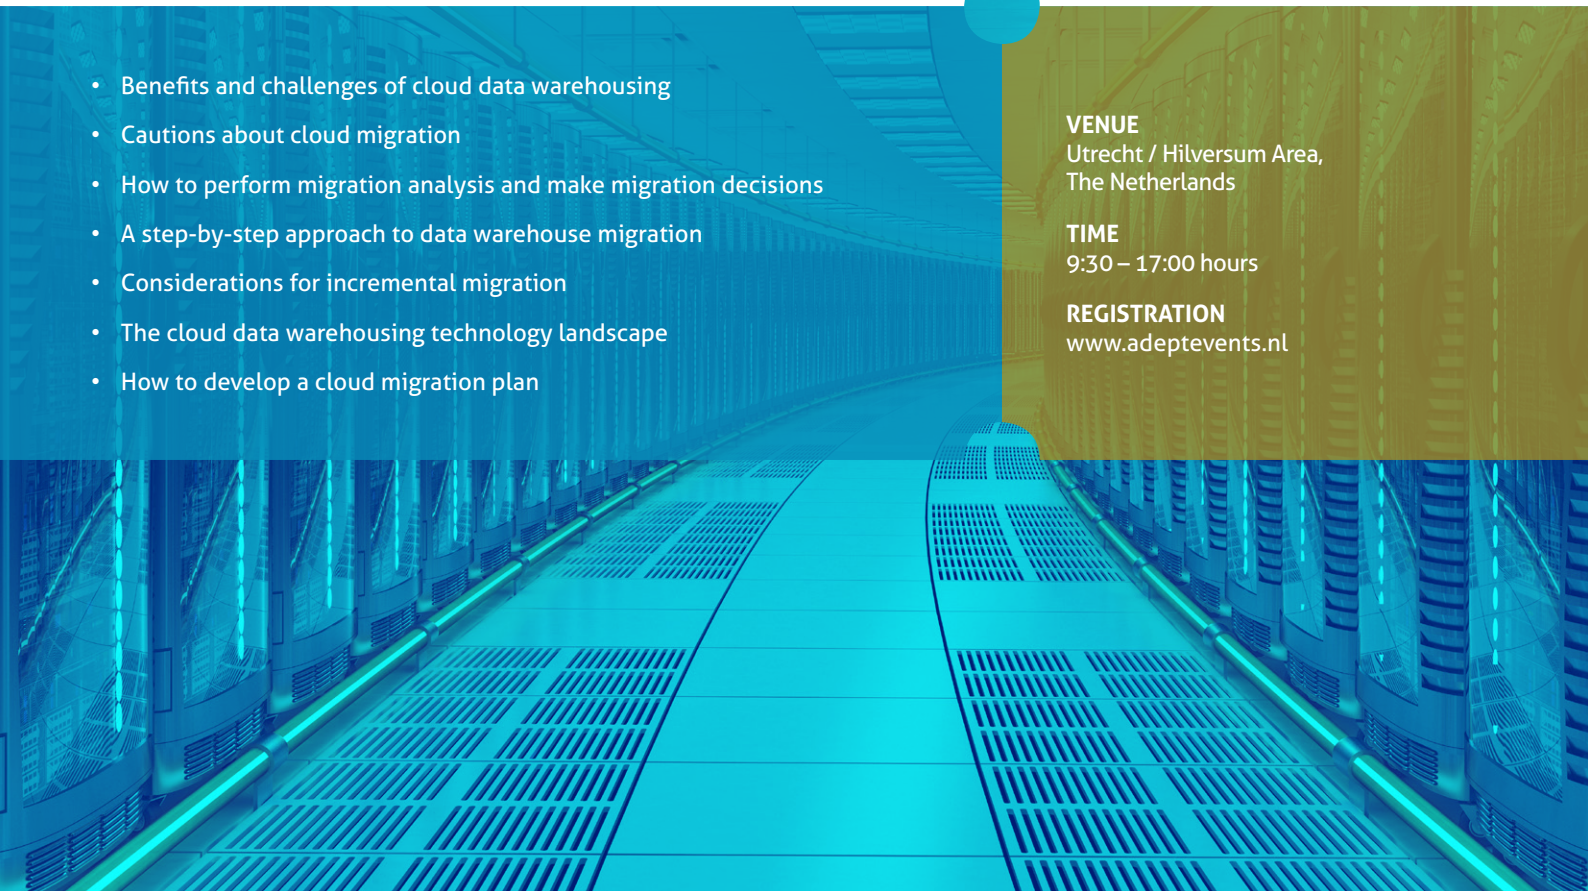 • Benefits and challenges of cloud data warehousing
• Cautions about cloud migration
• How to perform migration analysis and make migration decisions
• A step-by-step approach to data warehouse migration
• Considerations for incremental migration
• The cloud data warehousing technology landscape
• How to develop a cloud migration plan
VENUE
Utrecht / Hilversum Area,
The Netherlands
TIME
9:30 – 17:00 hours
REGISTRATION
www.adeptevents.nl